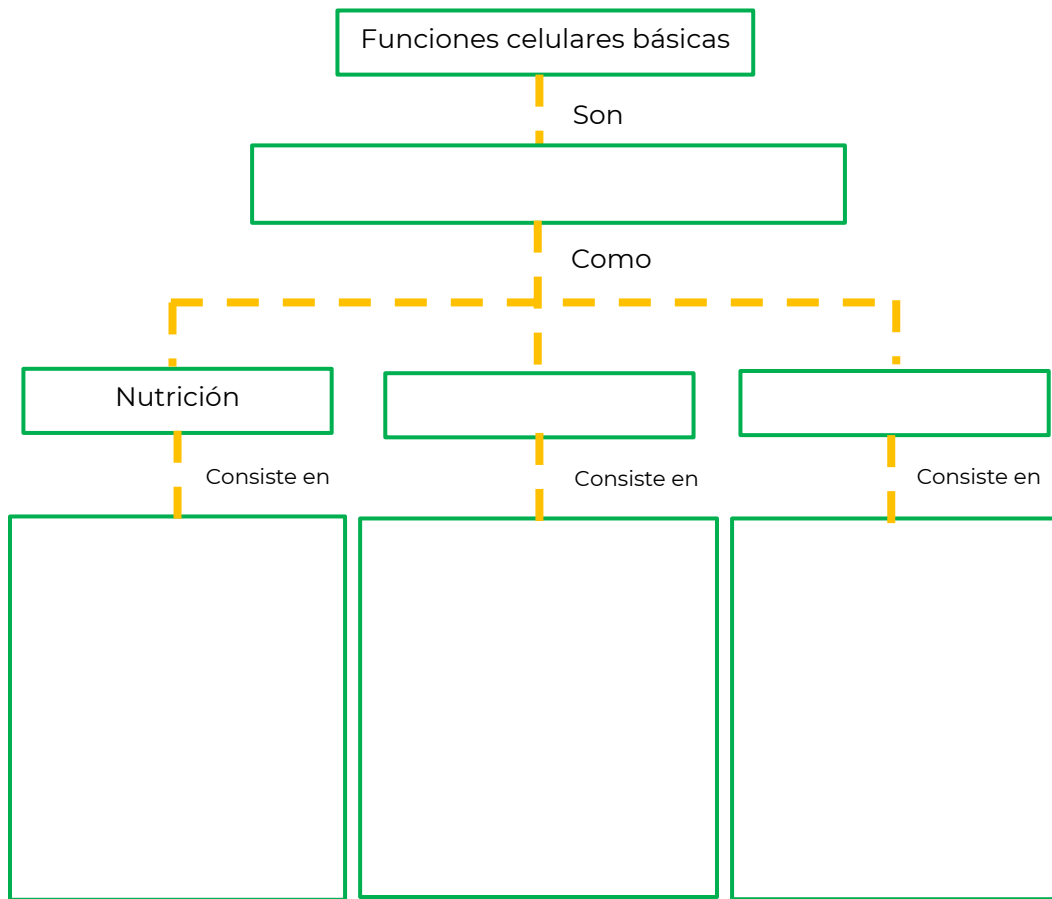 Funciones celulares básicas
Son
Como
Nutrición
Consiste en
Consiste en
Consiste en